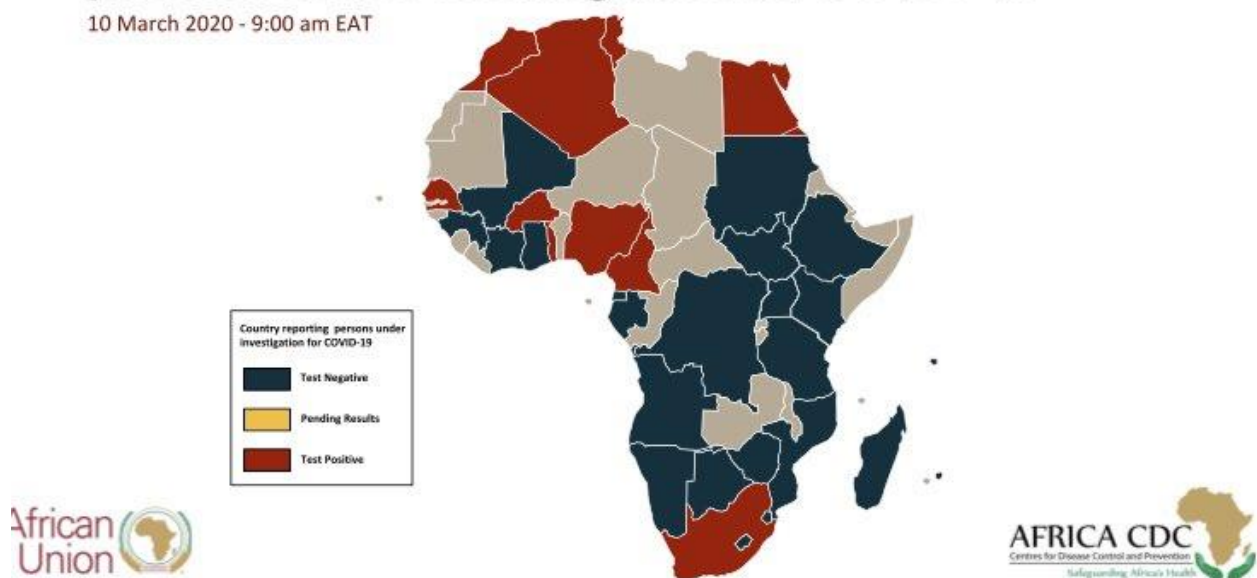 10 March 2020 - 9:00 am EAT
Country reporting persons under
investigation for COVID-19
Test Negative
Pending Results
Test Positive
African
Union
AFRICA CDC
Centres for Disease Control and Prevention
Safeguarding Africa's Health